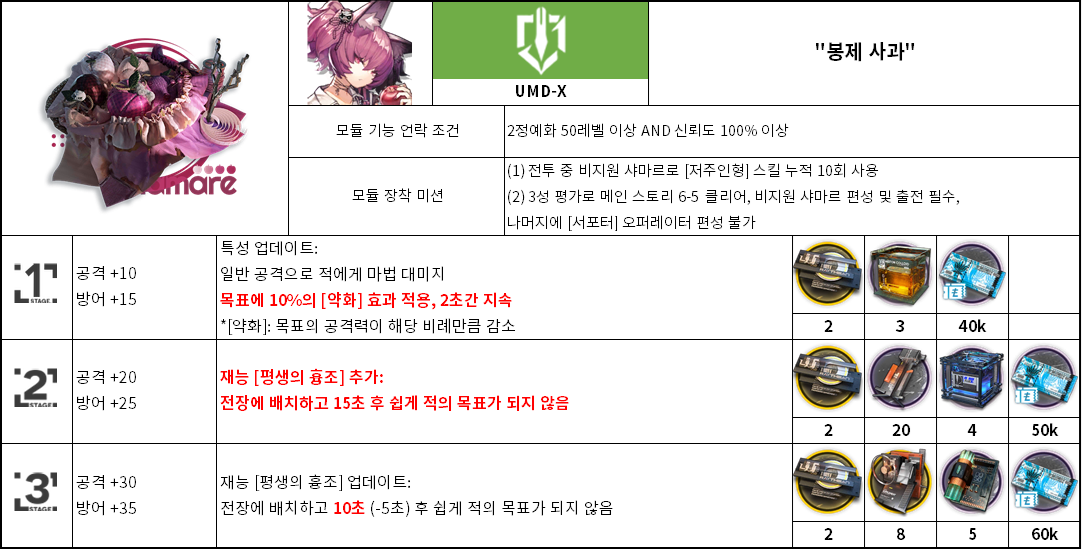 "봉제 사과"
UMD-X
모듈 기능 연락 조건
2정예화 50레벨 이상 AND 신뢰도 100% 이상
모듈 장착 미션
(1) 전투 중 비지원 샤마르로 [저주인형] 스킬 누적 10회 사용
(2) 3성 평가로 메인 스토리 6-5 클리어, 비지원 샤마르 편성 및 출전 필수,
나머지에 [서포터] 오퍼레이터 편성 불가
1
STAGE
공격 +10
방어 +15
특성 업데이트:
일반 공격으로 적에게 마법 대미지
목표에 10%의 [약화] 효과 적용, 2초간 지속
*[약화]: 목표의 공격력이 해당 비례만큼 감소
2
3
40k
2
STAGE
공격 +20
방어 +25
재능 [평생의 흉조] 추가:
전장에 배치하고 15초 후 쉽게 적의 목표가 되지 않음
2
20
4
50k
3
STAGE
공격 +30
방어 +35
재능 [평생의 흉조] 업데이트:
전장에 배치하고 10초 (-5초) 후 쉽게 적의 목표가 되지 않음
2
8
5
60k